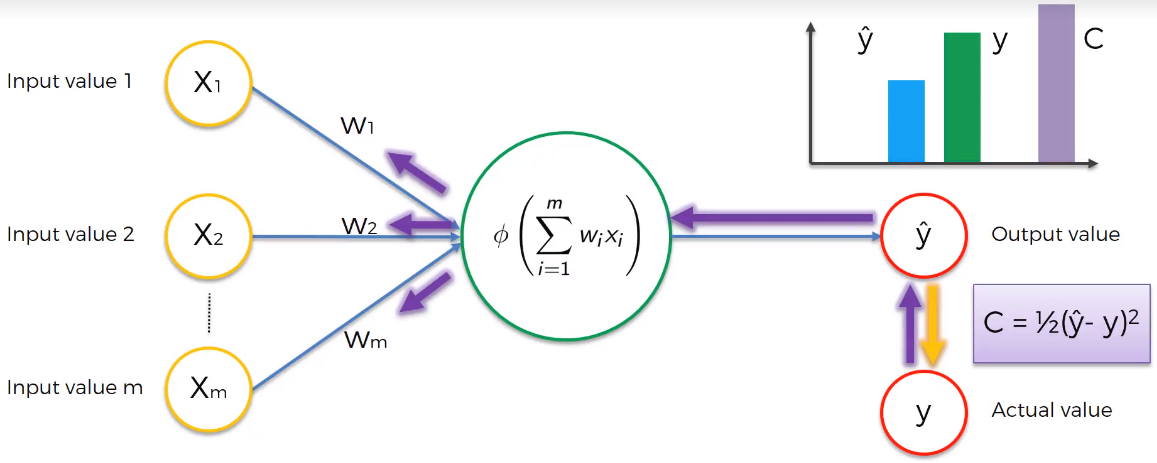 ŷ y C
Input value 1 X1
W1
Input value 2 X2
W2
Input value m Xm
Wm
ϕ(∑ᵢ₌₁ᵐ wᵢxᵢ)
ŷ Output value
C = ½(ŷ- y)²
y Actual value